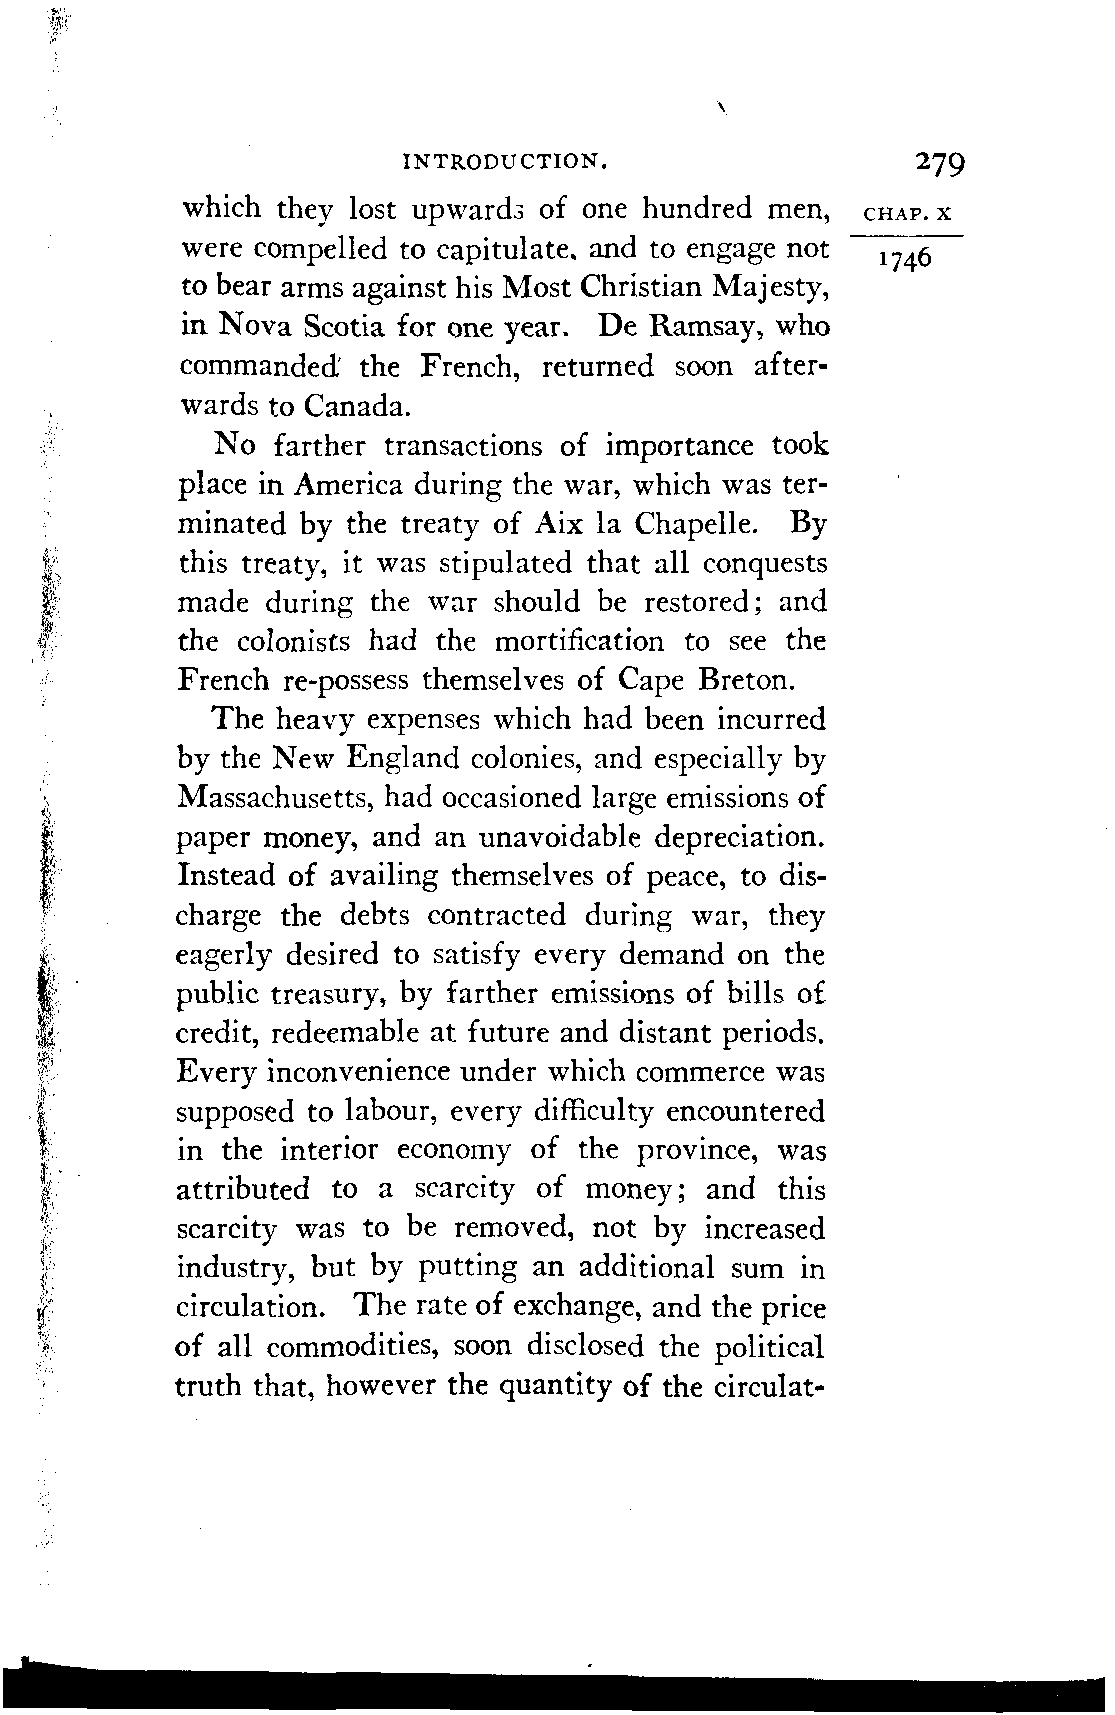 INTRODUCTION. 279
which they lost upwards of one hundred men, CHAP. X
were compelled to capitulate, and to engage not 1746
to bear arms against his Most Christian Majesty,
in Nova Scotia for one year. De Ramsay, who
commanded the French, returned soon after-
wards to Canada.
No farther transactions of importance took
place in America during the war, which was ter-
minated by the treaty of Aix la Chapelle. By
this treaty, it was stipulated that all conquests
made during the war should be restored; and
the colonists had the mortification to see the
French re-possess themselves of Cape Breton.
The heavy expenses which had been incurred
by the New England colonies, and especially by
Massachusetts, had occasioned large emissions of
paper money, and an unavoidable depreciation.
Instead of availing themselves of peace, to dis-
charge the debts contracted during war, they
eagerly desired to satisfy every demand on the
public treasury, by farther emissions of bills of
credit, redeemable at future and distant periods.
Every inconvenience under which commerce was
supposed to labour, every difficulty encountered
in the interior economy of the province, was
attributed to a scarcity of money; and this
scarcity was to be removed, not by increased
industry, but by putting an additional sum in
circulation. The rate of exchange, and the price
of all commodities, soon disclosed the political
truth that, however the quantity of the circulat-